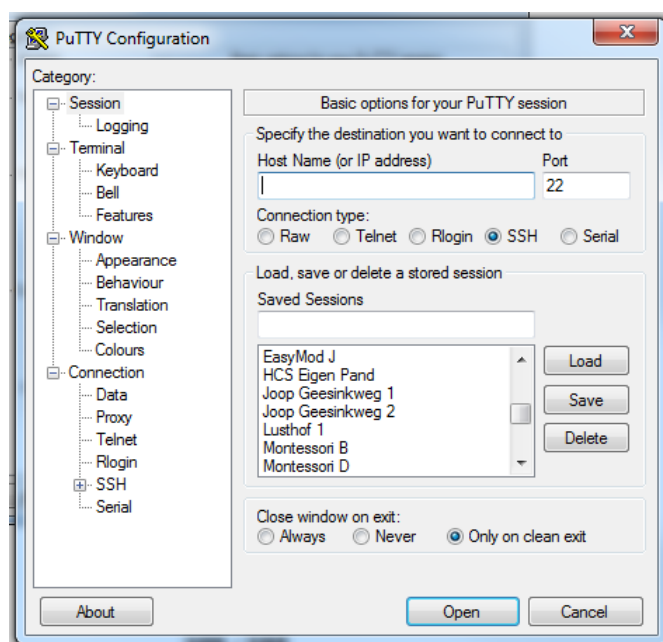 PuTTY Configuration
Category:
Session
Logging
Terminal
Keyboard
Bell
Features
Window
Appearance
Behaviour
Translation
Selection
Colours
Connection
Data
Proxy
Telnet
Rlogin
SSH
Serial
Basic options for your PuTTY session
Specify the destination you want to connect to
Host Name (or IP address) Port
22
Connection type:
Raw Telnet Rlogin SSH Serial
Load, save or delete a stored session
Saved Sessions
EasyMod J
HCS Eigen Pand
Joop Geesinkweg 1
Joop Geesinkweg 2
Lusthof 1
Montessori B
Montessori D
Load
Save
Delete
Close window on exit:
Always Never Only on clean exit
About Open Cancel